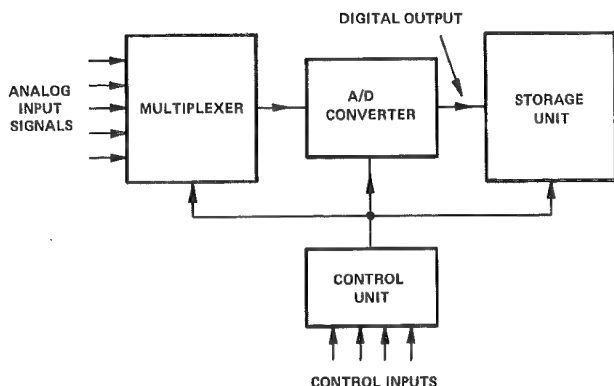 DIGITAL OUTPUT
ANALOG
INPUT
SIGNALS
MULTIPLEXER
A/D
CONVERTER
STORAGE
UNIT
CONTROL
UNIT
CONTROL INPUTS